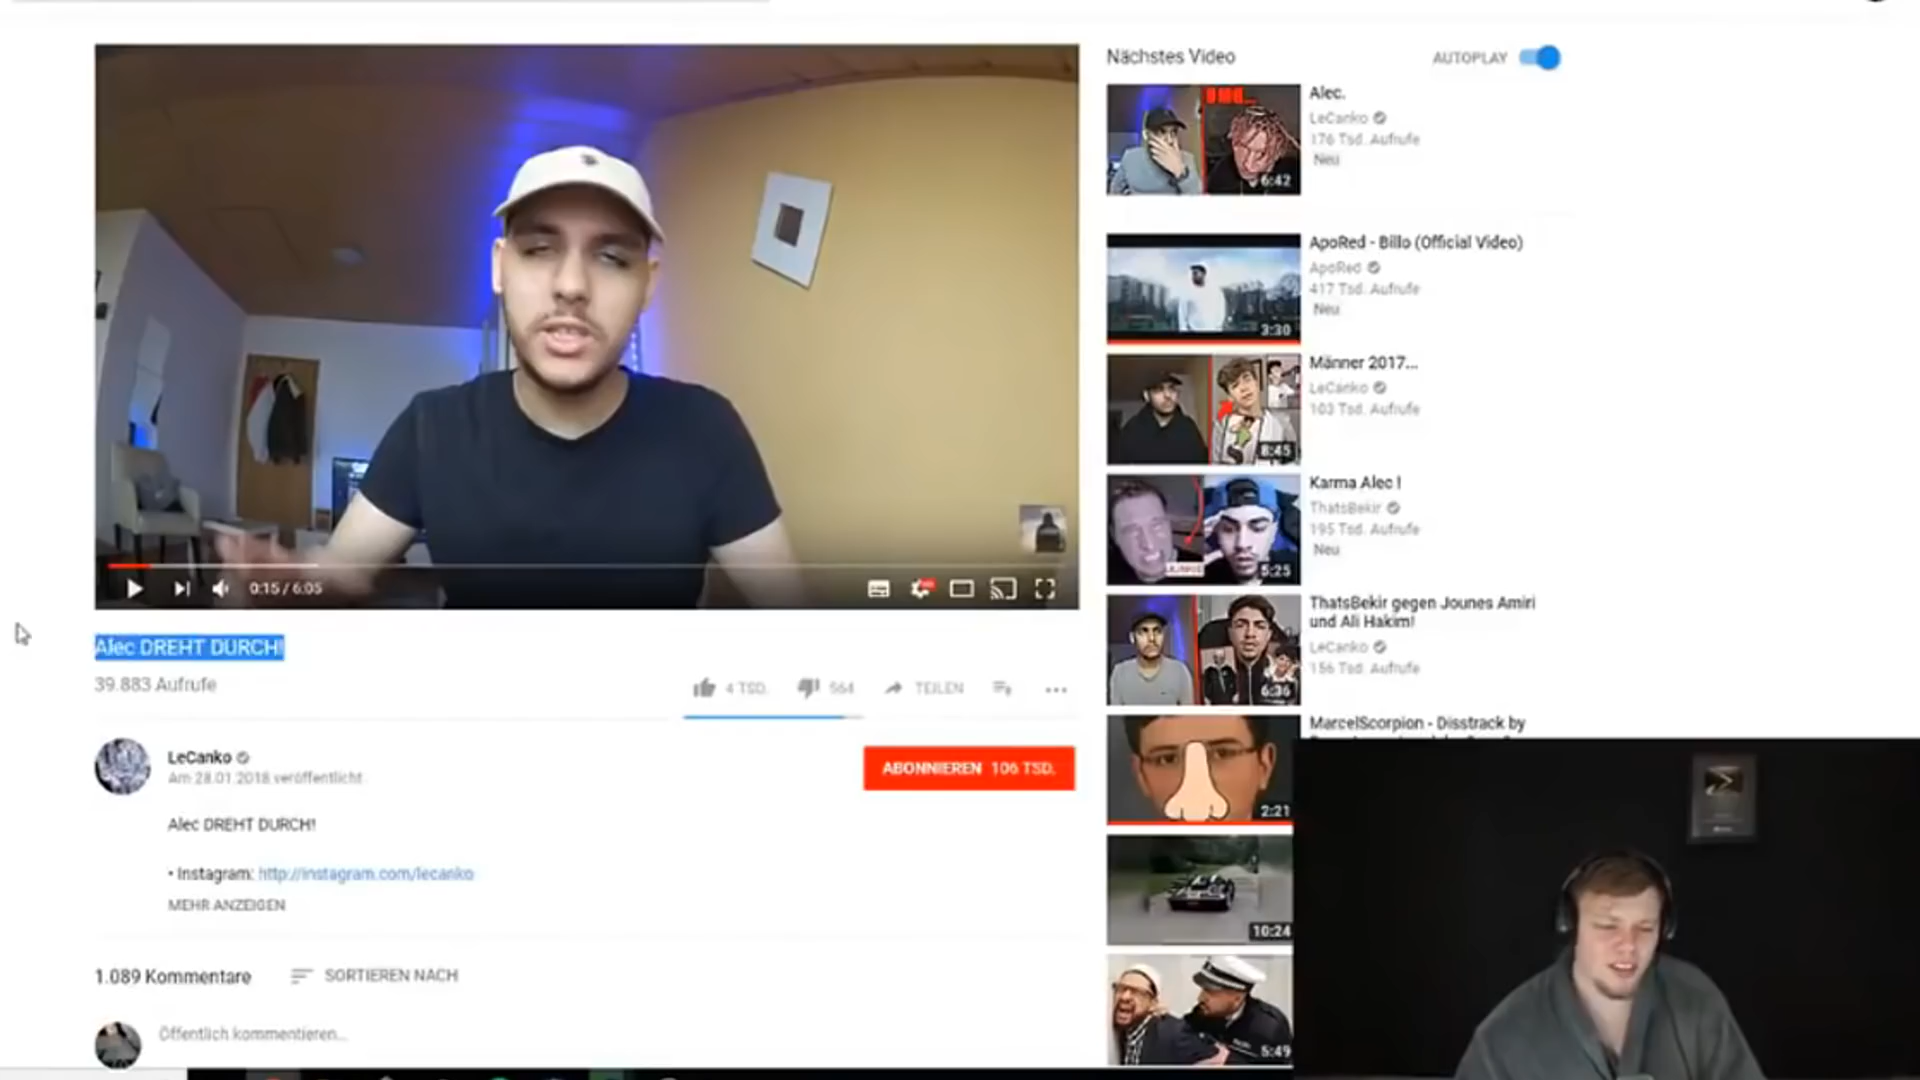 Nächstes Video
AUTOPLAY
Alec.
LeCanko
176 Tsd. Aufrufe
Neu
6:42
ApoRed - Billo (Official Video)
ApoRed
417 Tsd. Aufrufe
Neu
3:30
Männer 2017...
LeCanko
103 Tsd. Aufrufe
8:45
Karma Alec !
ThatsBekir
195 Tsd. Aufrufe
Neu
5:25
ThatsBekir gegen Jounes Amiri
und Ali Hakim!
LeCanko
156 Tsd. Aufrufe
6:36
MarcelScorpion - Disstrack by
2:21
10:24
5:49
0:15 / 6:05
Alec DREHT DURCH!
39.883 Aufrufe
4 TSD.
564
TEILEN
LeCanko
Am 28.01.2018 veröffentlicht
ABONNIEREN 106 TSD.
Alec DREHT DURCH!
• Instagram: http://instagram.com/lecanko
MEHR ANZEIGEN
1.089 Kommentare
SORTIEREN NACH
Öffentlich kommentieren...